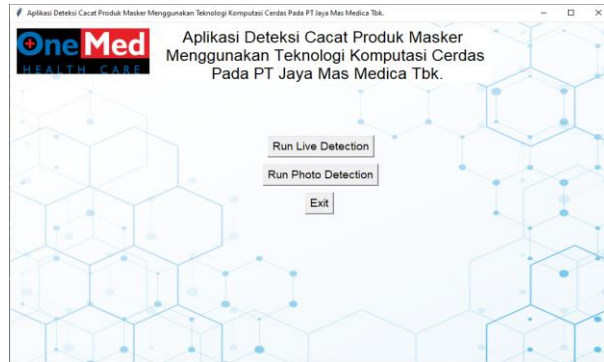 Aplikasi Deteksi Cacat Produk Masker Menggunakan Teknologi Komputasi Cerdas Pada PT Jaya Mas Medica Tbk.
OneMed
HEALTH CARE
Aplikasi Deteksi Cacat Produk Masker
Menggunakan Teknologi Komputasi Cerdas
Pada PT Jaya Mas Medica Tbk.
Run Live Detection
Run Photo Detection
Exit